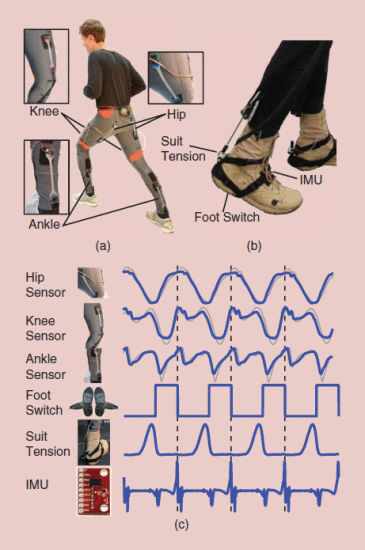 Knee
Hip
Ankle
(a)
Suit
Tension
IMU
Foot Switch
(b)
Hip
Sensor
Knee
Sensor
Ankle
Sensor
Foot
Switch
Suit
Tension
IMU
(c)